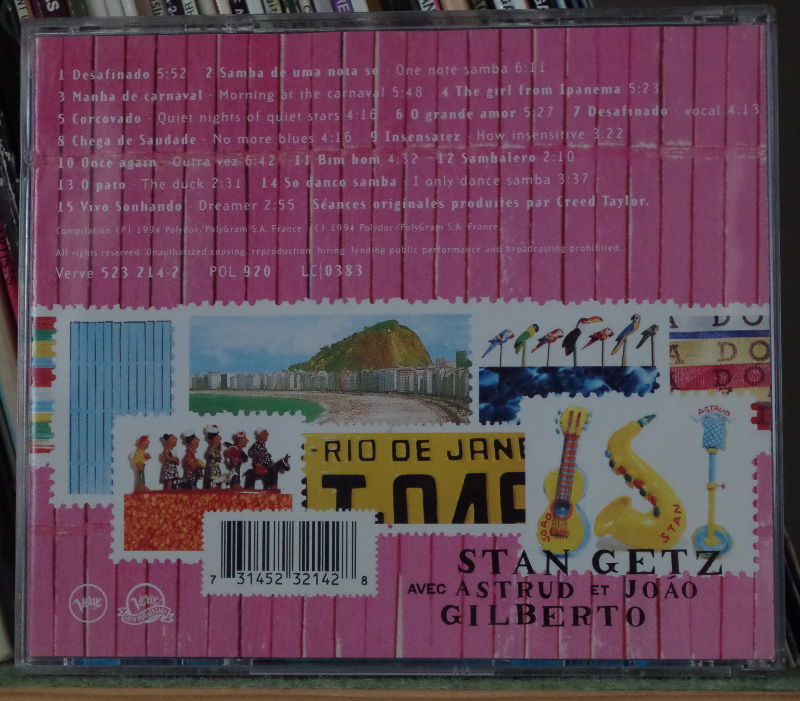 1 Desafinado 5:52 2 Samba de uma nota so · One note samba 6:11
3 Manha de carnaval · Morning at the carnaval 5:48 4 The girl from Ipanema 5:23
5 Corcovado · Quiet nights of quiet stars 4:16 6 O grande amor 5:27 7 Desafinado · vocal 4:13
8 Chega de Saudade · No more blues 4:16 9 Insensatez · How insensitive 3:22
10 Once again · Outra vez 6:42 11 Bim bom 4:32 12 Sambalero 2:10
13 O pato · The duck 2:31 14 So danco samba · I only dance samba 3:37
15 Vivo Sonhando · Dreamer 2:55 Séances originales produites par Creed Taylor.
Compilation (P) 1994 Polydor/PolyGram S.A. France. (C) 1994 Polydor/PolyGram S.A. France.
All rights reserved. Unauthorized copying, reproduction, hiring, lending public performance and broadcasting prohibited.
Verve 523 214-2 POL 920 LC 0383
A DO
A DO
RIO DE JANE
ASTRUD
JOAO
STAN
7 31452 32142 8
STAN GETZ
AVEC ASTRUD ET JOÁO
GILBERTO
Verve
Verve